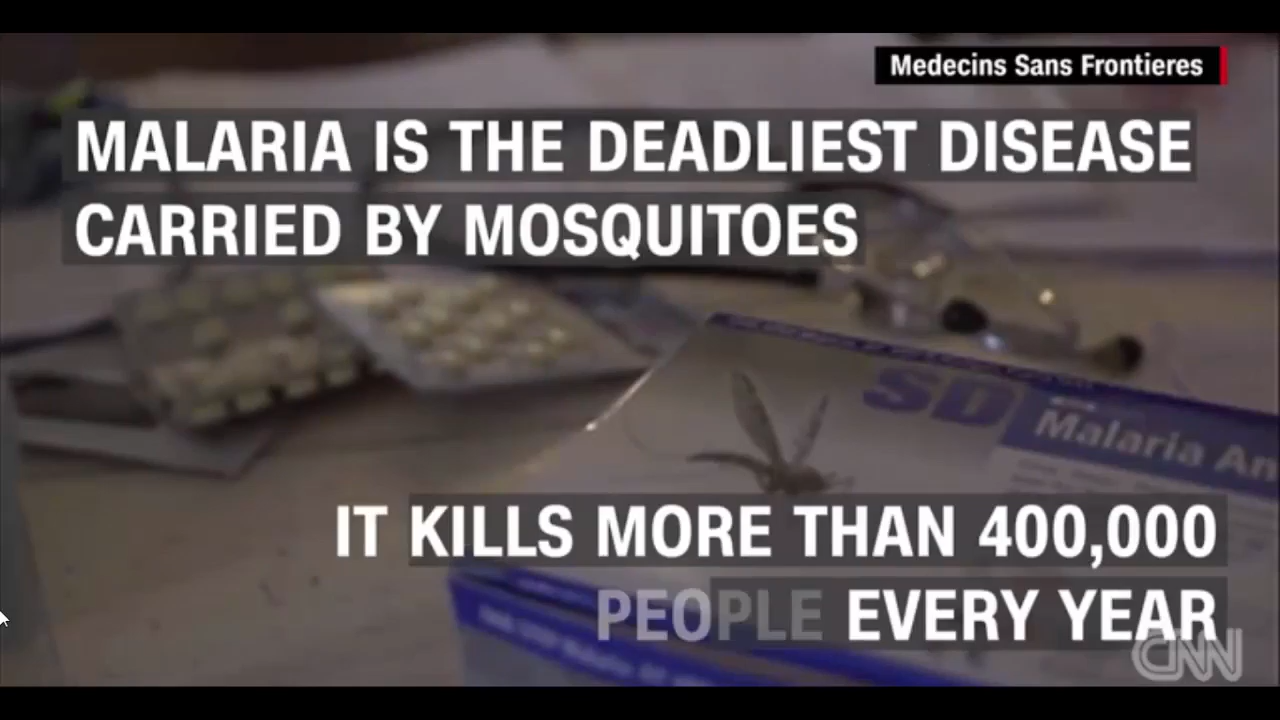 Medecins Sans Frontieres
MALARIA IS THE DEADLIEST DISEASE
CARRIED BY MOSQUITOES
SD
Malaria An
IT KILLS MORE THAN 400,000
PEOPLE EVERY YEAR
CNN